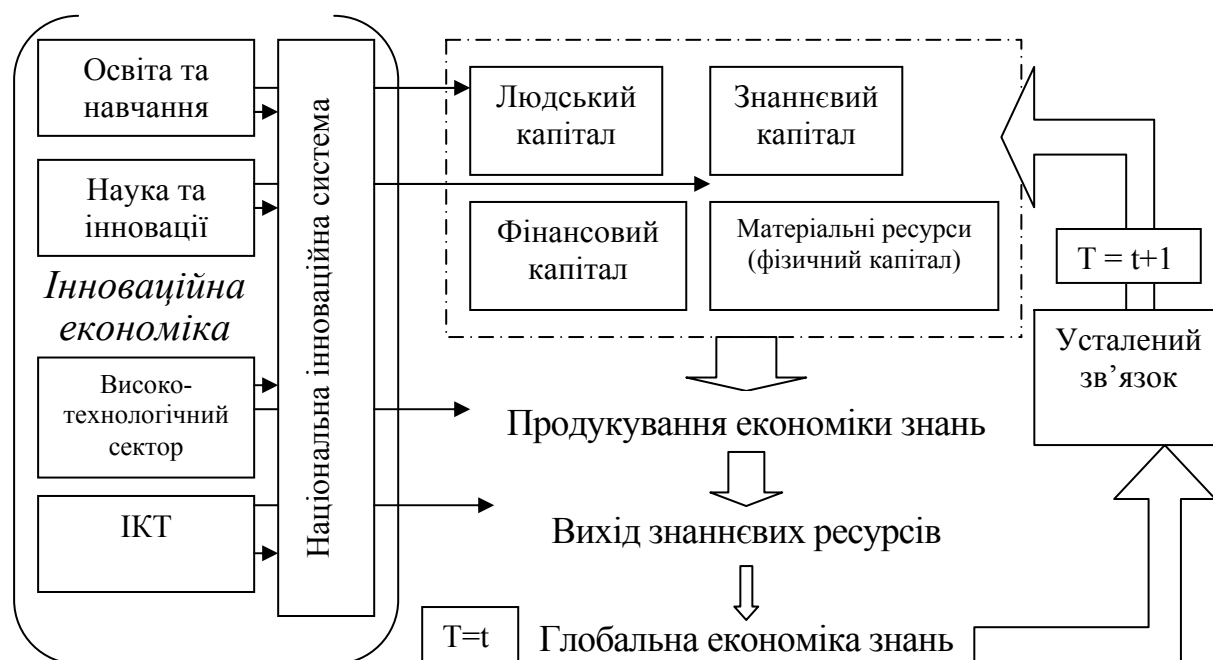 Освіта та
навчання
Наука та
інновації
Інноваційна
економіка
Високо-
технологічний
сектор
ІКТ
Національна інноваційна система
Людський
капітал
Знаннєвий
капітал
Фінансовий
капітал
Матеріальні ресурси
(фізичний капітал)
Продукування економіки знань
Вихід знаннєвих ресурсів
T=t
Глобальна економіка знань
T = t+1
Усталений
зв’язок